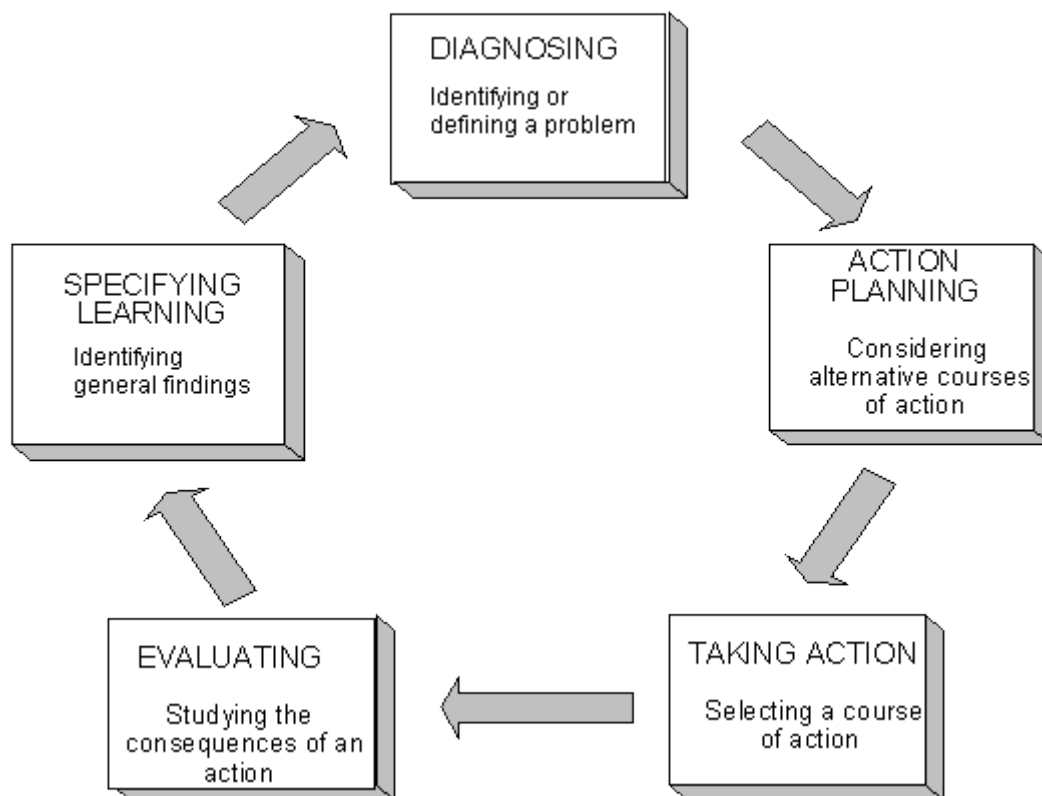 DIAGNOSING
Identifying or
defining a problem
ACTION
PLANNING
Considering
alternative courses
of action
TAKING ACTION
Selecting a course
of action
EVALUATING
Studying the
consequences of an
action
SPECIFYING
LEARNING
Identifying
general findings